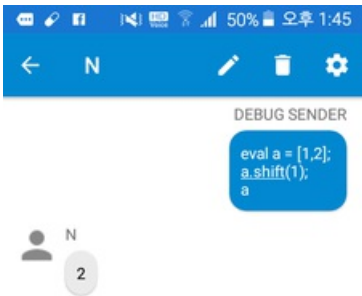 50% 오후 1:45
N
DEBUG SENDER
eval a = [1,2];
a.shift(1);
a
N
2